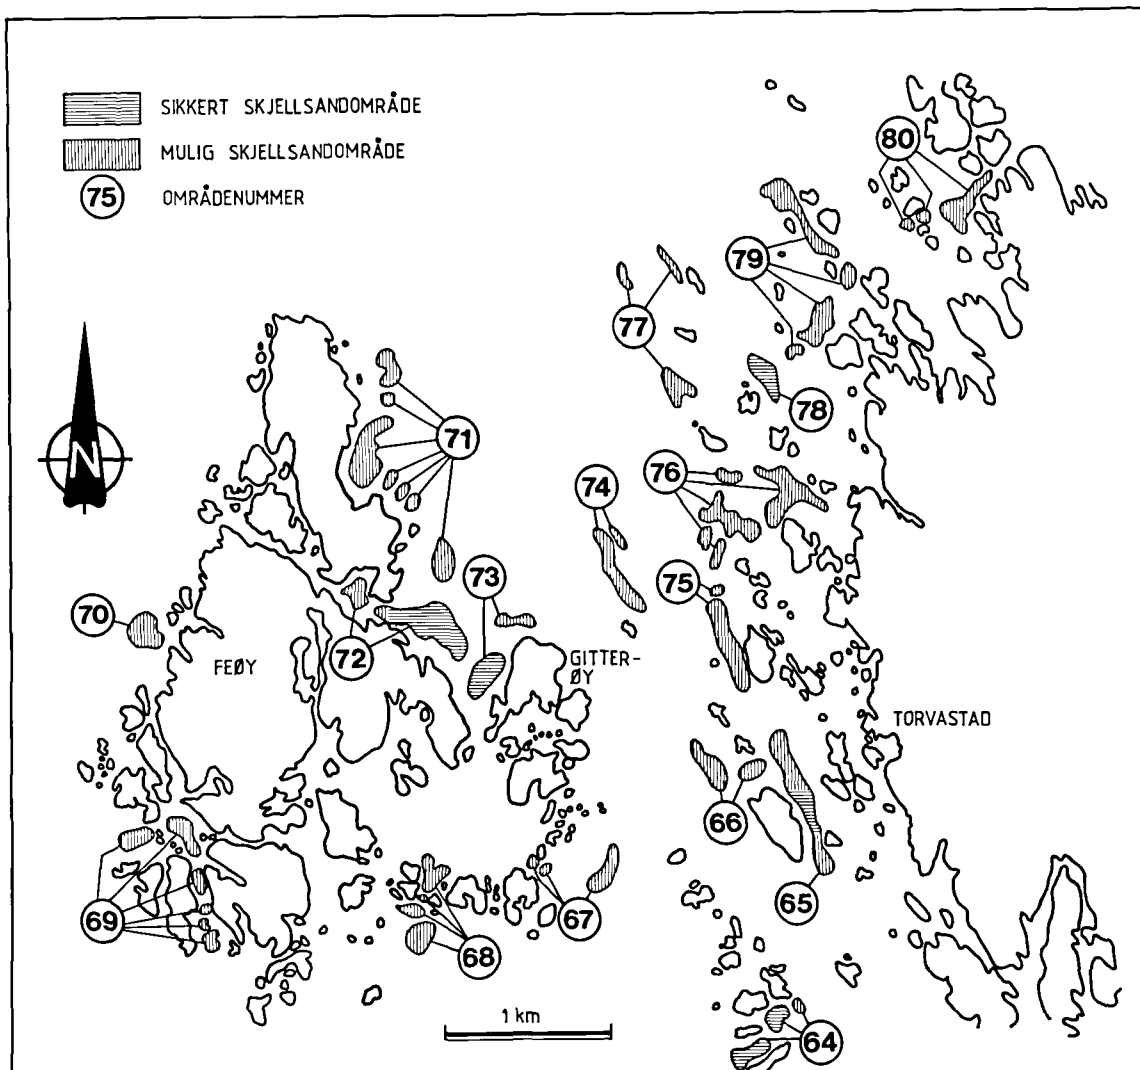 SIKKERT SKJELLSANDOMRÅDE
MULIG SKJELLSANDOMRÅDE
75 OMRÅDENUMMER
80
79
77
78
71
76
74
73
75
70
72
FEØY
GITTER-
ØY
TORVASTAD
66
65
69
67
68
64
N
1 km